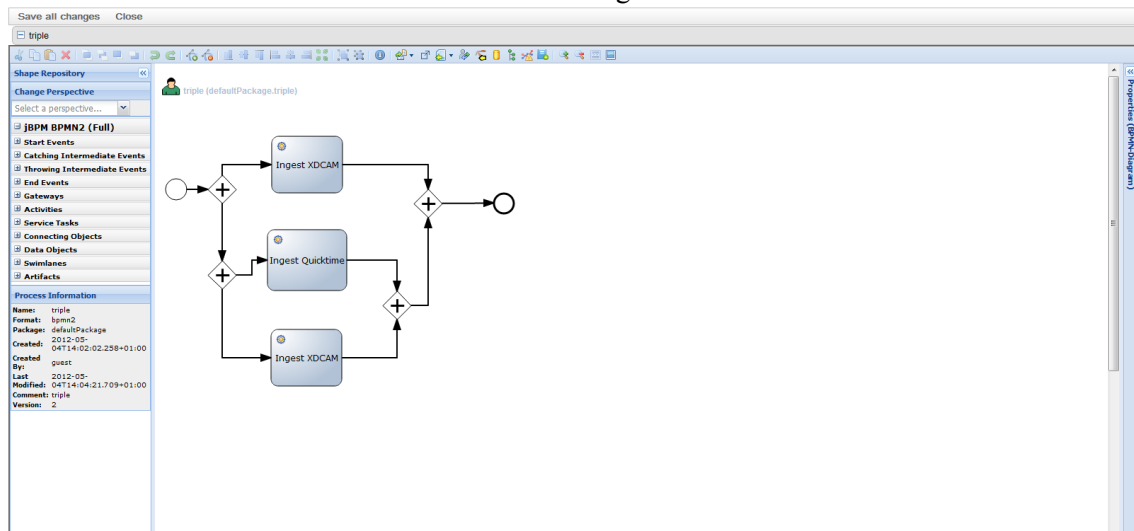 Save all changes Close
triple
Shape Repository
Change Perspective
Select a perspective...
jBPM BPMN2 (Full)
Start Events
Catching Intermediate Events
Throwing Intermediate Events
End Events
Gateways
Activities
Service Tasks
Connecting Objects
Data Objects
Swimlanes
Artifacts
Process Information
Name: triple
Format: bpmn2
Package: defaultPackage
Created: 2012-05-
04T14:02:02.258+01:00
Created
By: guest
Last 2012-05-
Modified: 04T14:04:21.709+01:00
Comment: triple
Version: 2
triple (defaultPackage.triple)
Ingest XDCAM
Ingest Quicktime
Ingest XDCAM
Properties (BPMN-Diagram)